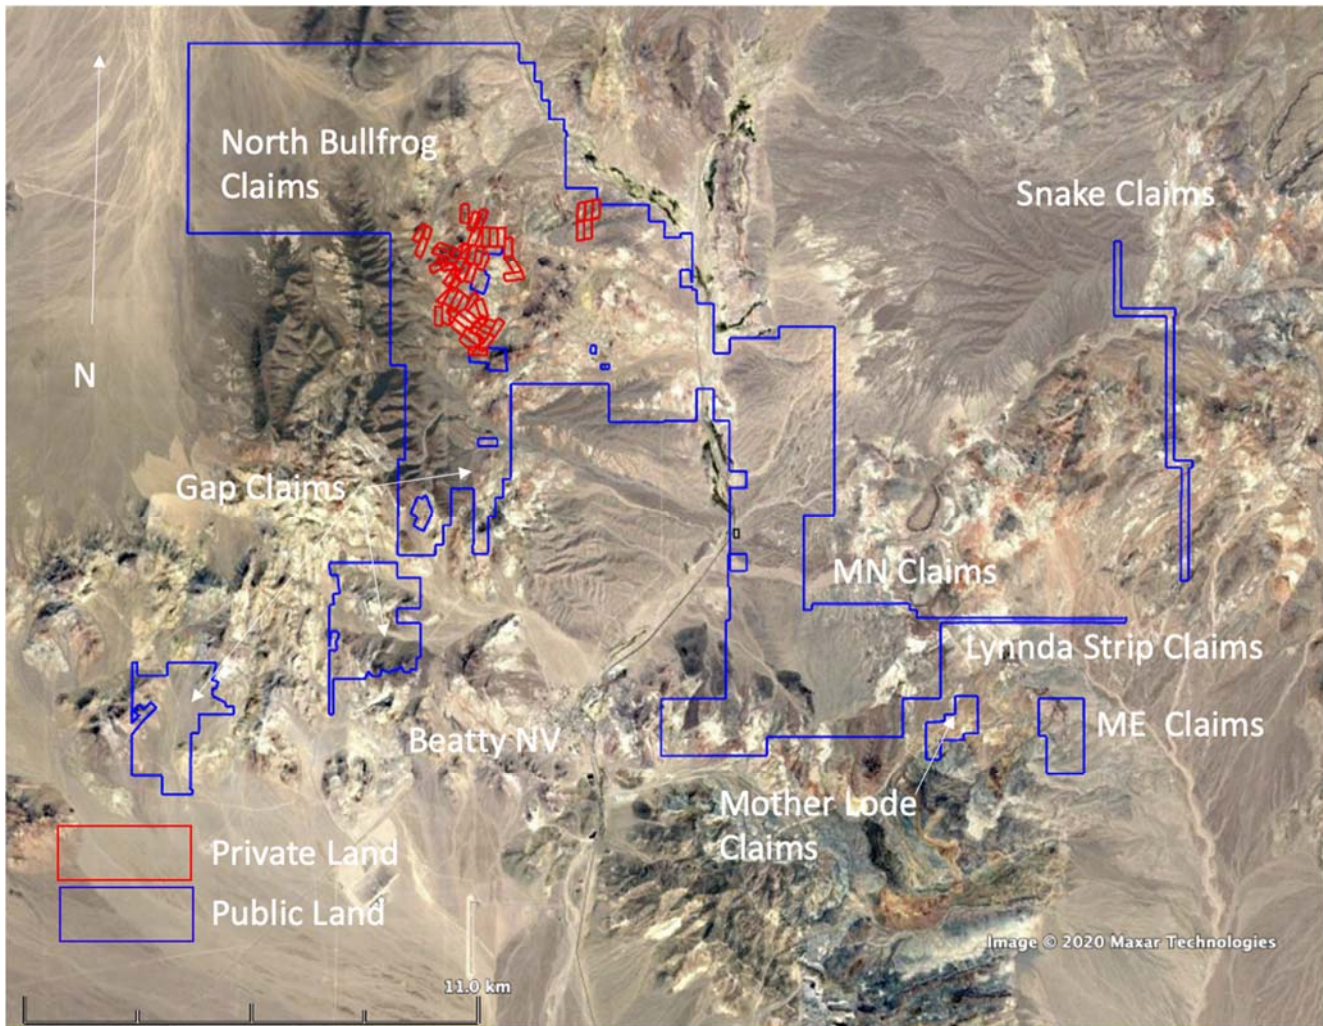 North Bullfrog
Claims
Snake Claims
N
Gap Claims
MN Claims
Lynnda Strip Claims
ME  Claims
Beatty NV
Mother Lode
Claims
Private Land
Public Land
Image © 2020 Maxar Technologies
11.0 km